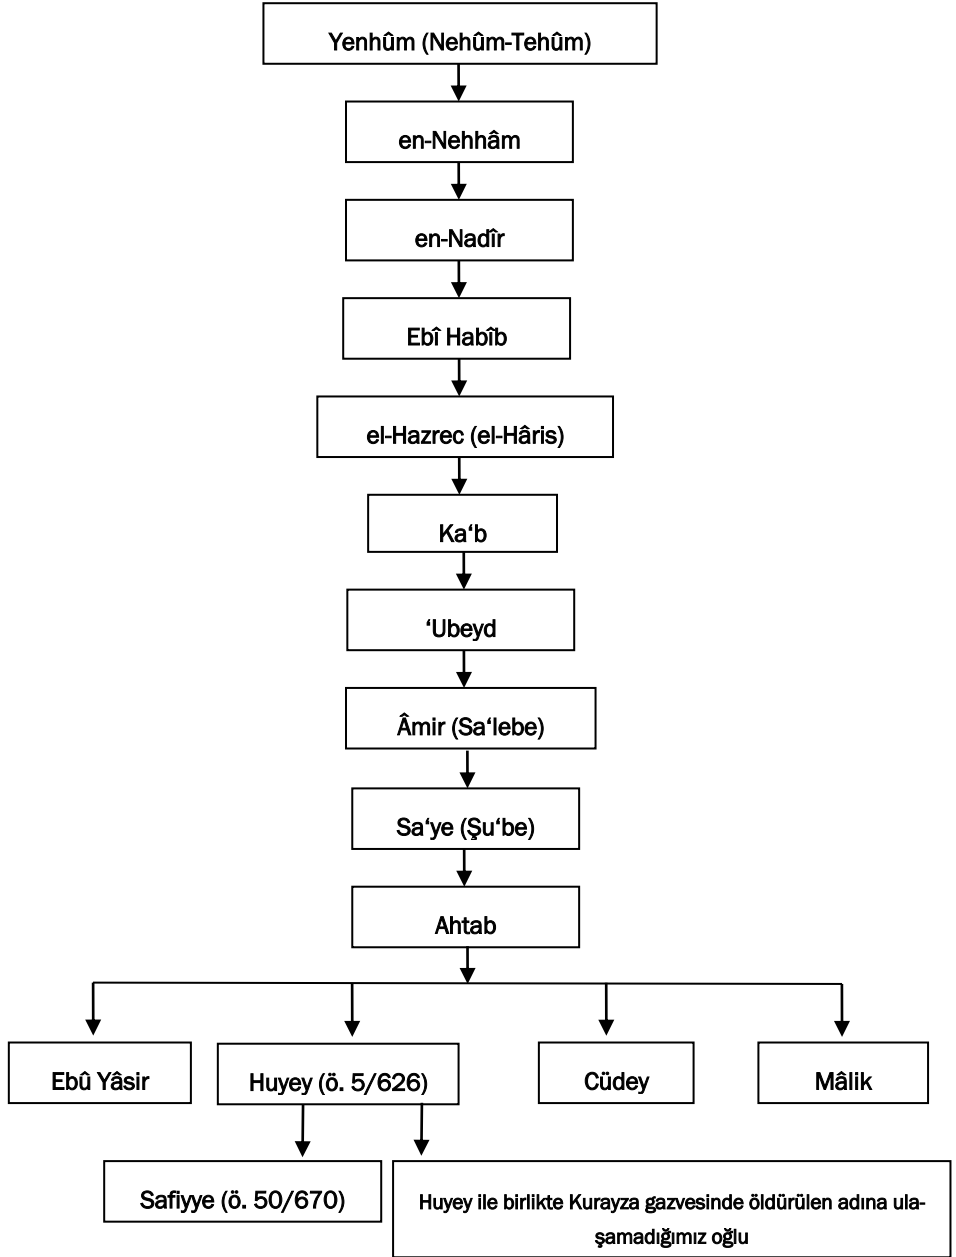 Yenhûm (Nehûm-Tehûm)
en-Nehhâm
en-Nadîr
Ebî Habîb
el-Hazrec (el-Hâris)
Ka‘b
‘Ubeyd
Âmir (Sa‘lebe)
Sa‘ye (Şu‘be)
Ahtab
Ebû Yâsir
Huyey (ö. 5/626)
Cüdey
Mâlik
Safiyye (ö. 50/670)
Huyey ile birlikte Kurayza gazvesinde öldürülen adına ula-
şamadığımız oğlu